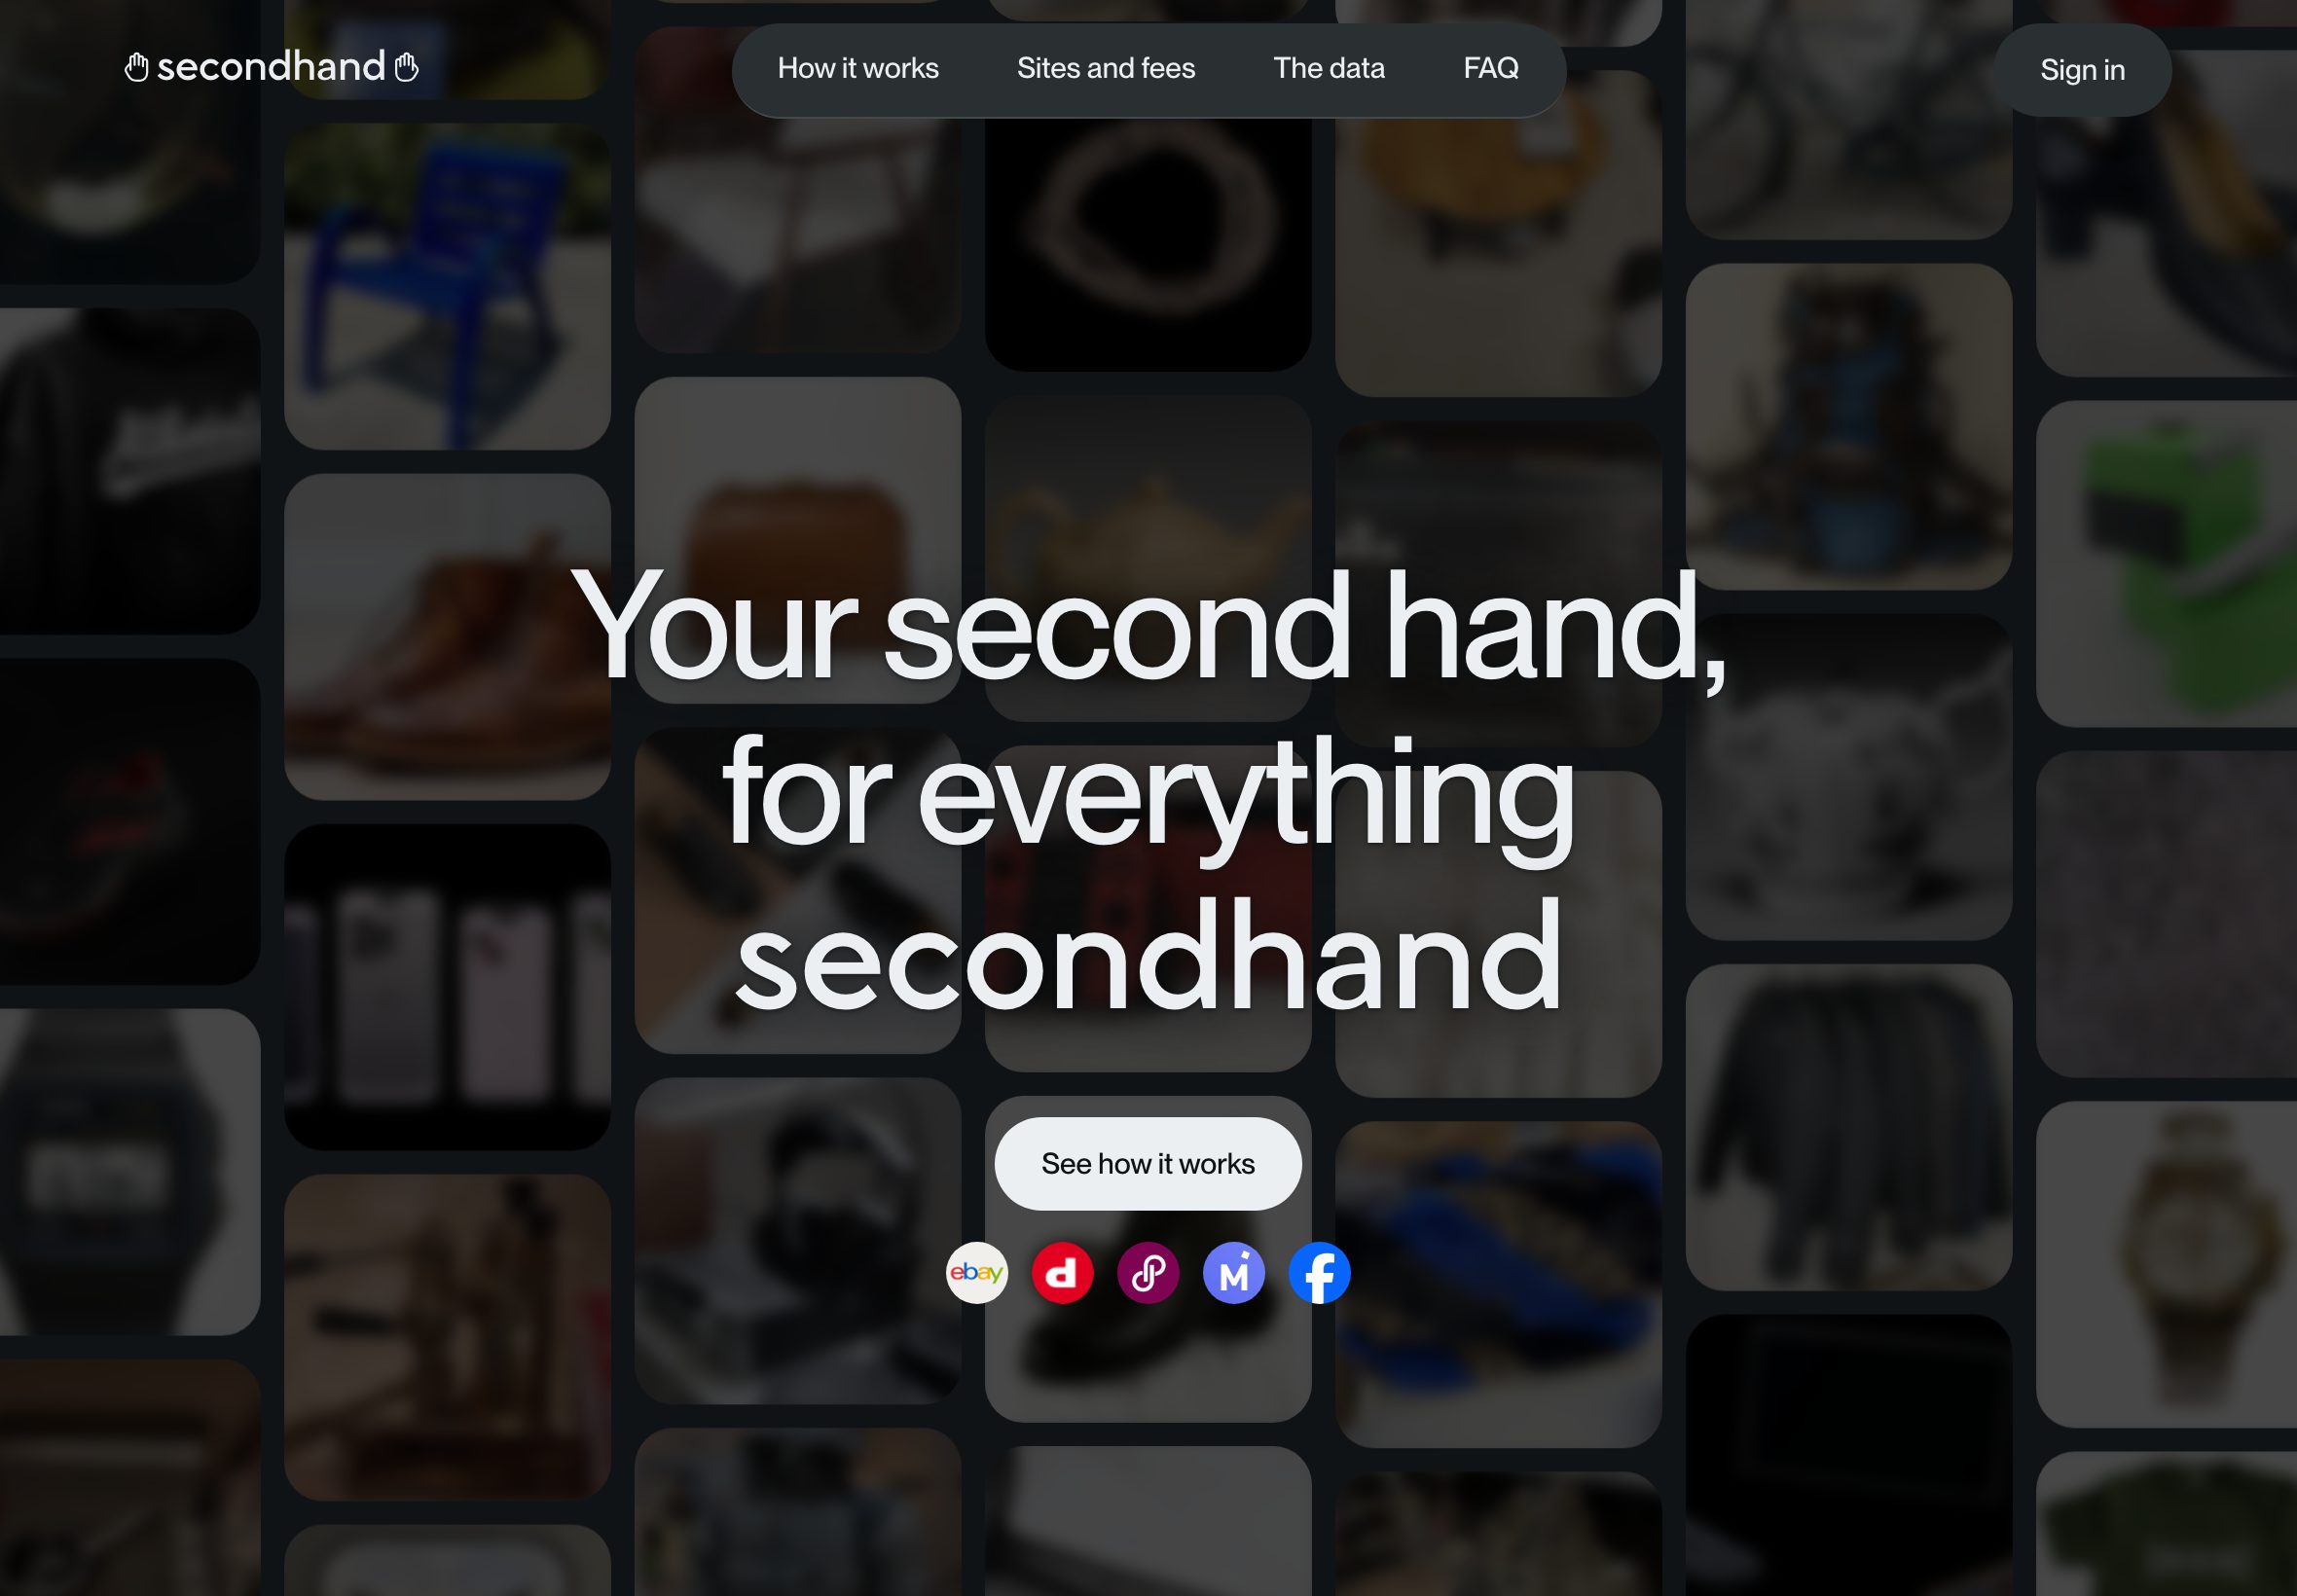 secondhand
How it works
Sites and fees
The data
FAQ
Sign in
Your second hand,
for everything
secondhand
See how it works
ebay